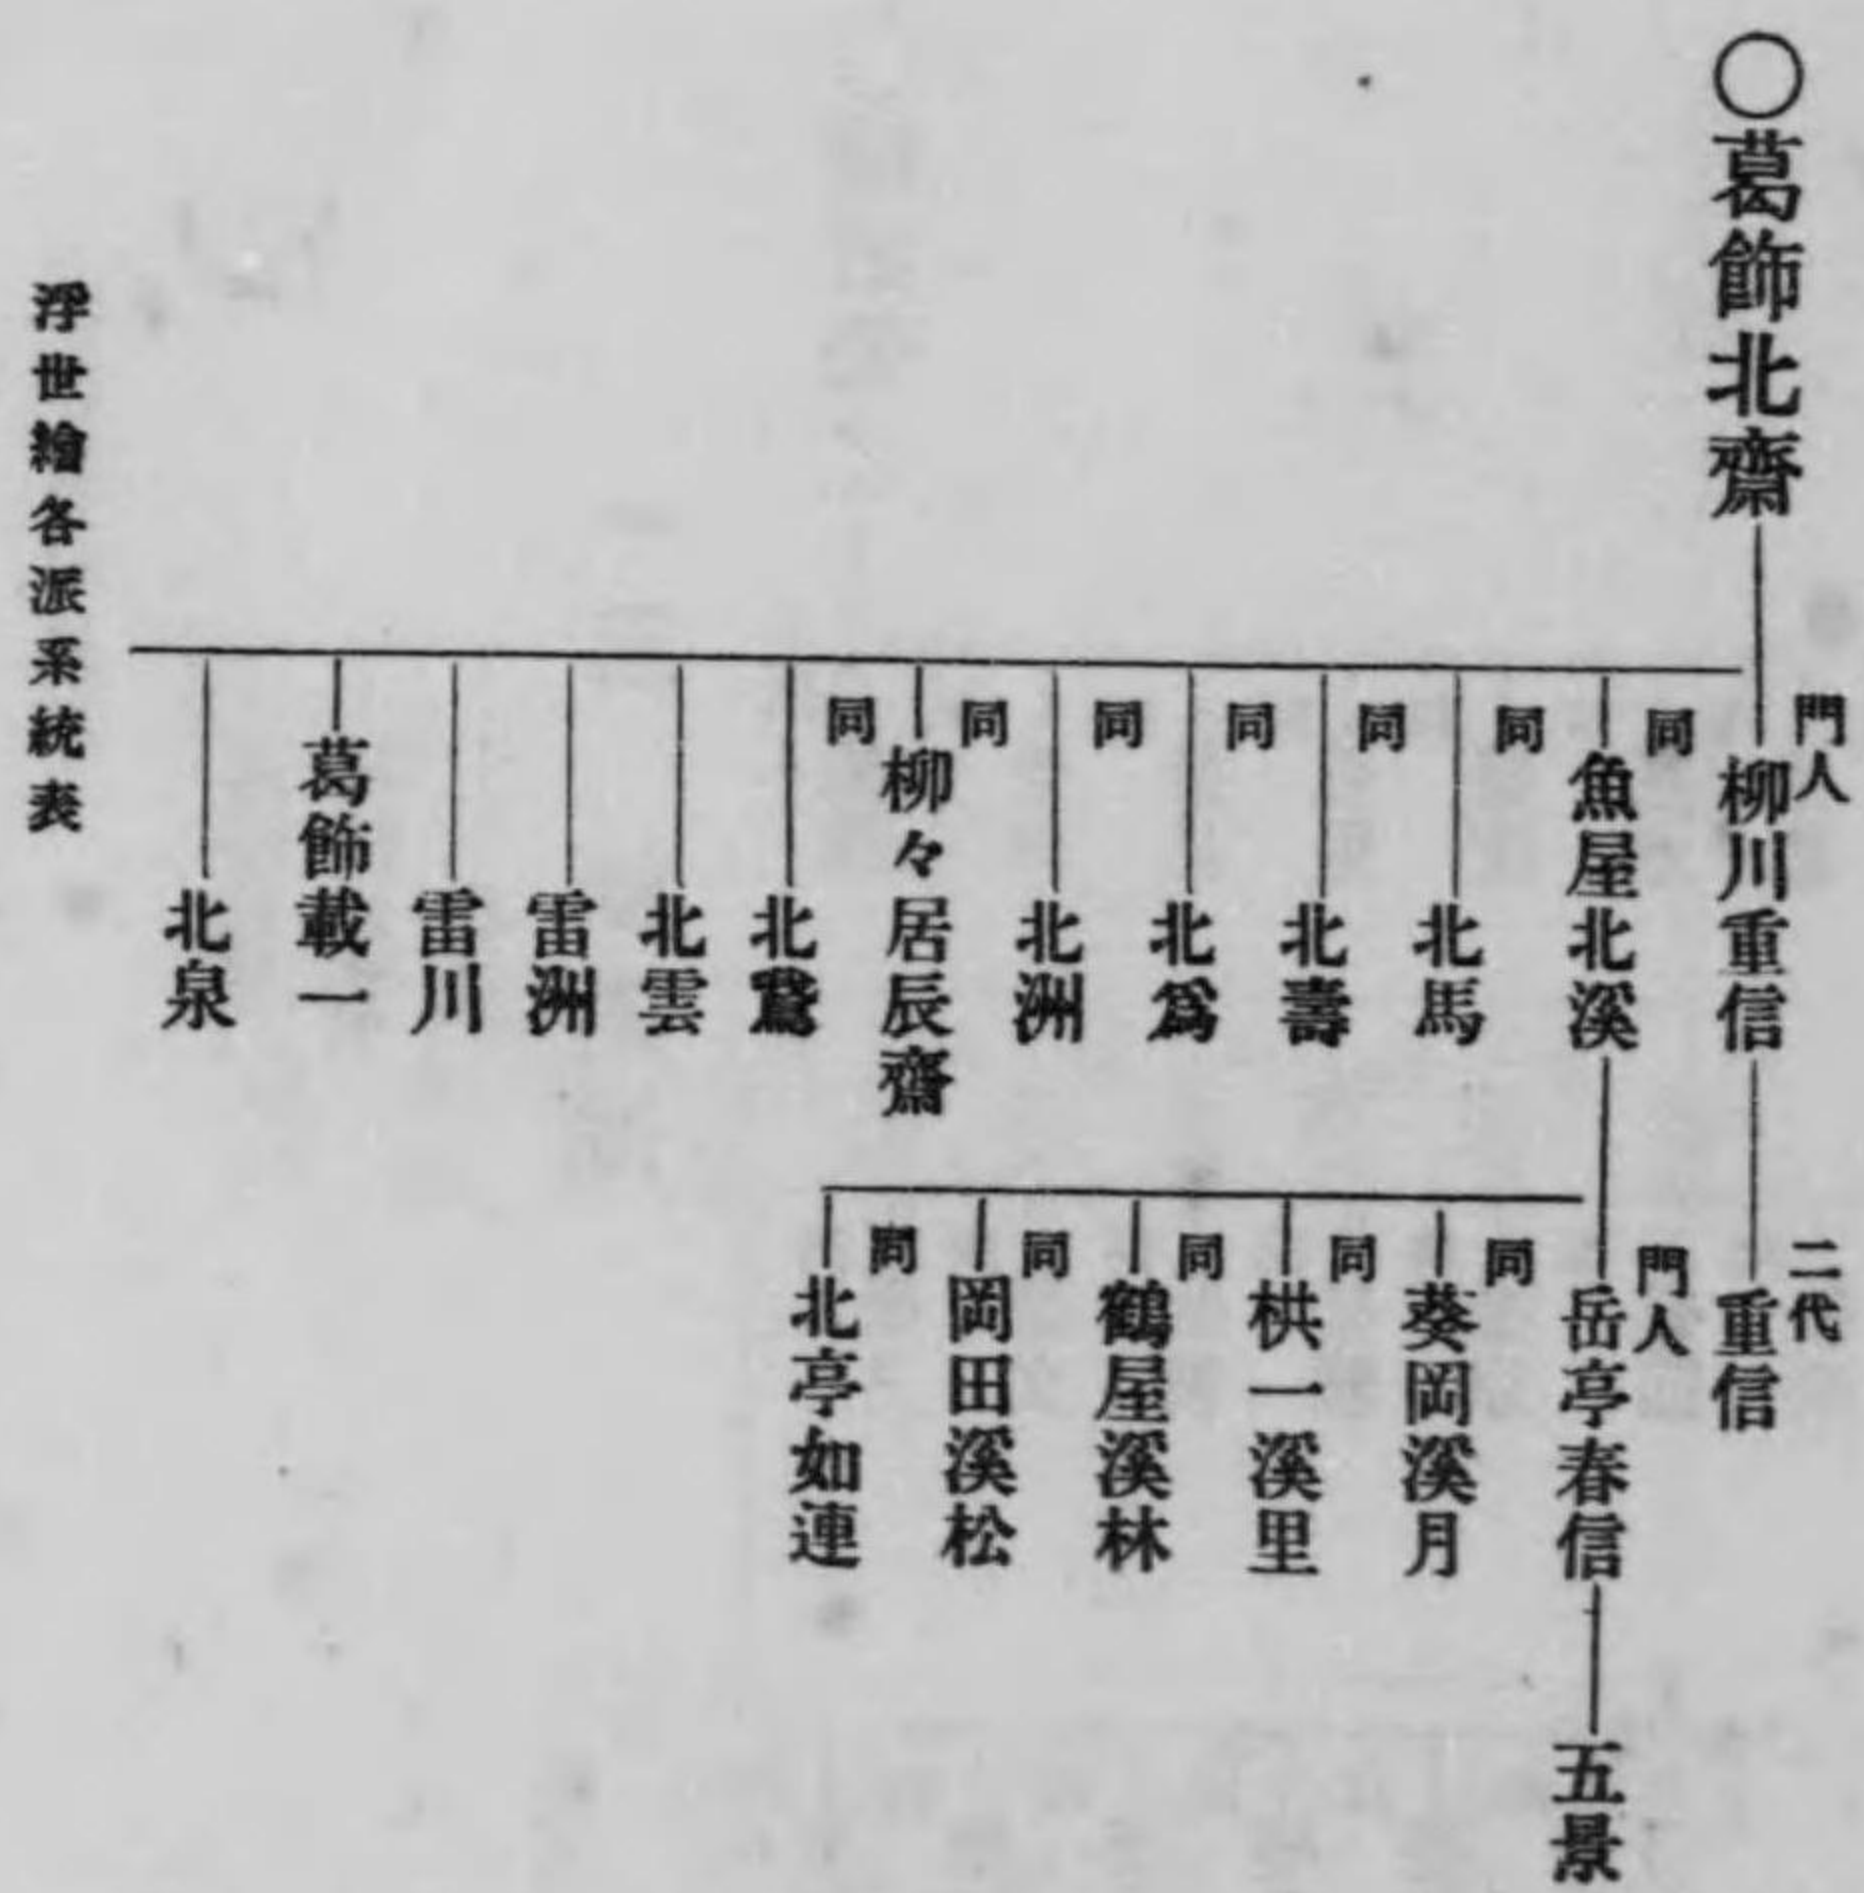 〇葛飾北齋
門人
柳川重信
二代
重信
同
魚屋北溪
門人
岳亭春信
五景
同
葵岡溪月
同
栱一溪里
同
鶴屋溪林
同
岡田溪松
同
北亭如連
同
北馬
同
北壽
同
北爲
同
北洲
同
柳々居辰齋
同
北鵞
北雲
雷洲
雷川
葛飾載一
北泉
浮世繪各派系統表